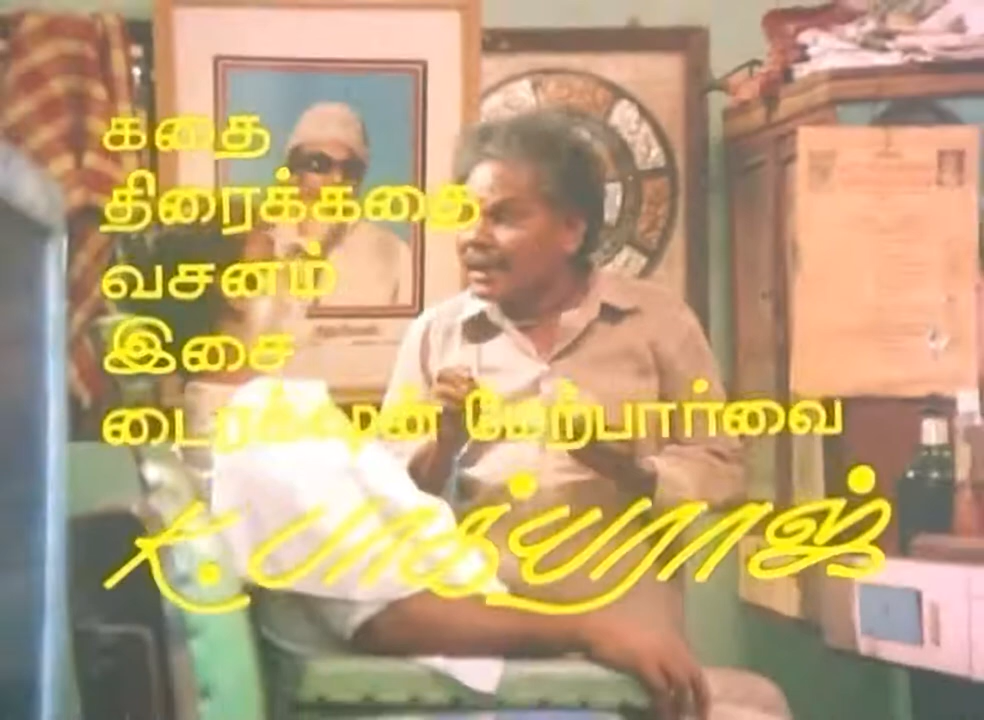 கதை
திரைக்கதை
வசனம்
இசை
டைரக்‌ஷன் மேற்பார்வை
K. பாக்யராஜ்